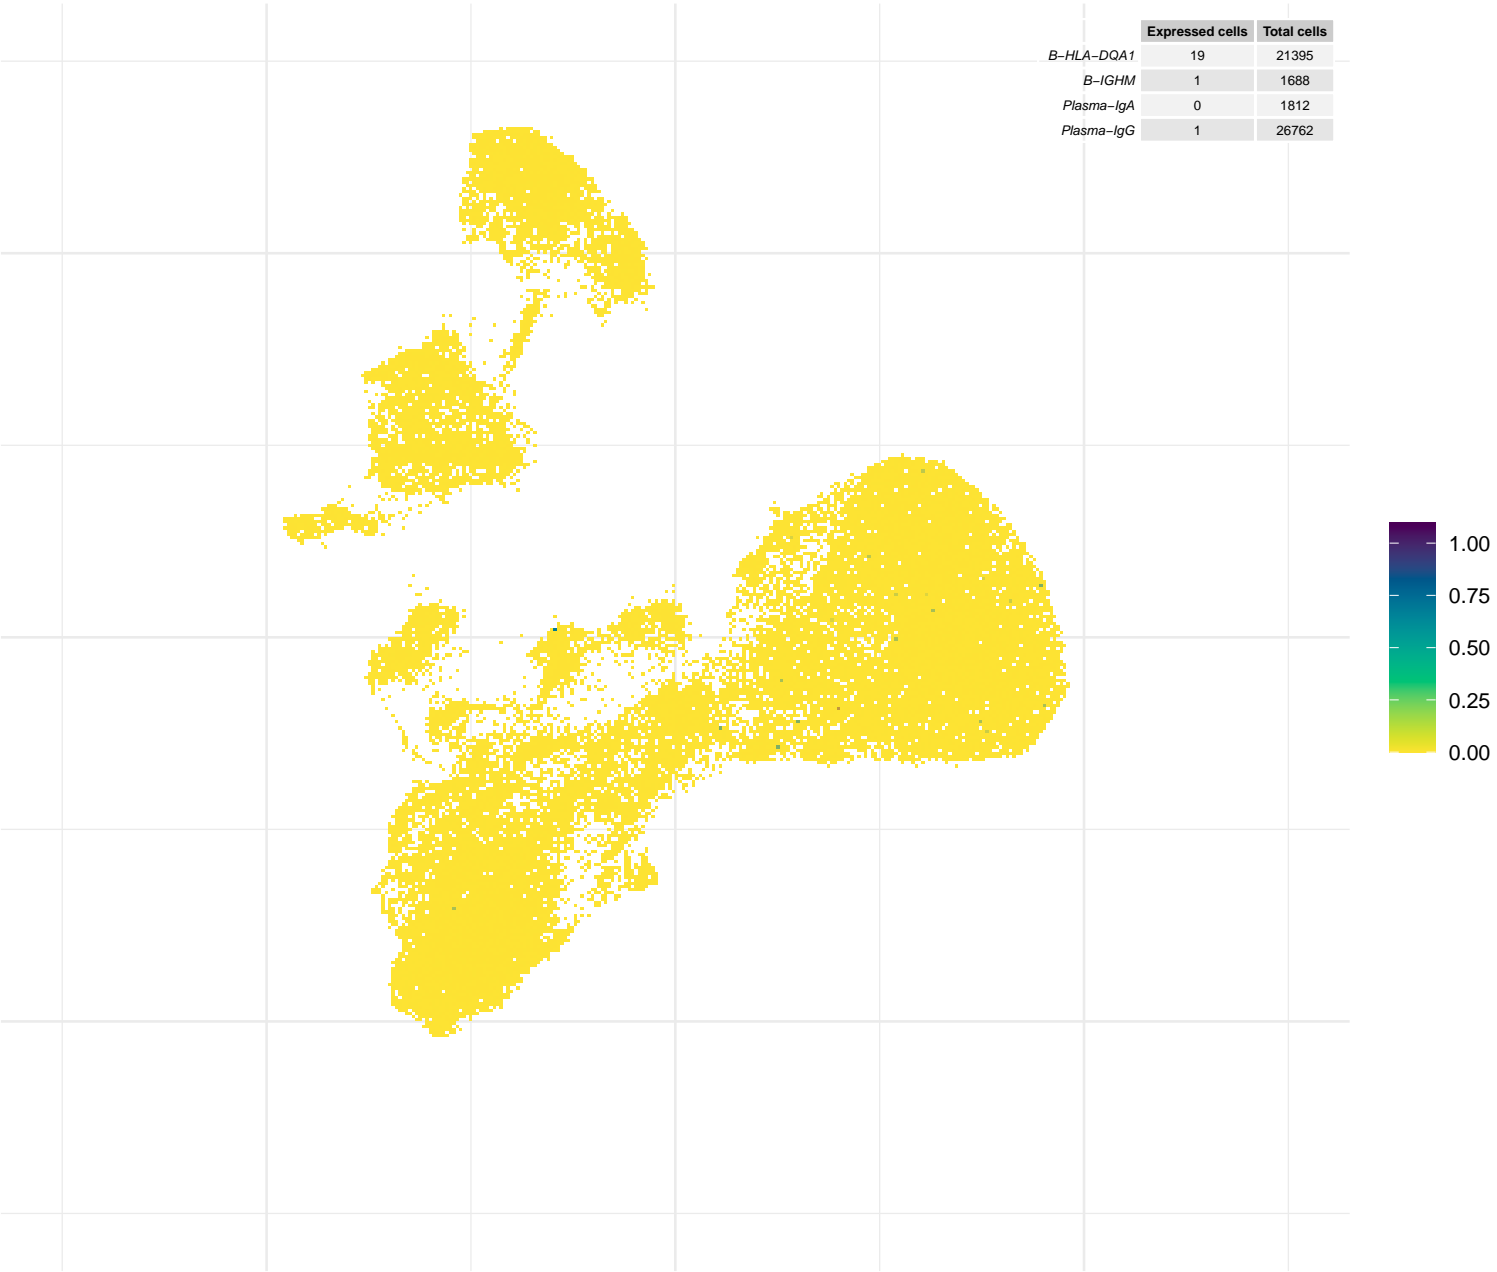 Expressed cells Total cells
B−HLA−DQA1 19 21395
B−IGHM 1 1688
Plasma−IgA 0 1812
Plasma−IgG 1 26762
1.00
0.75
0.50
0.25
0.00